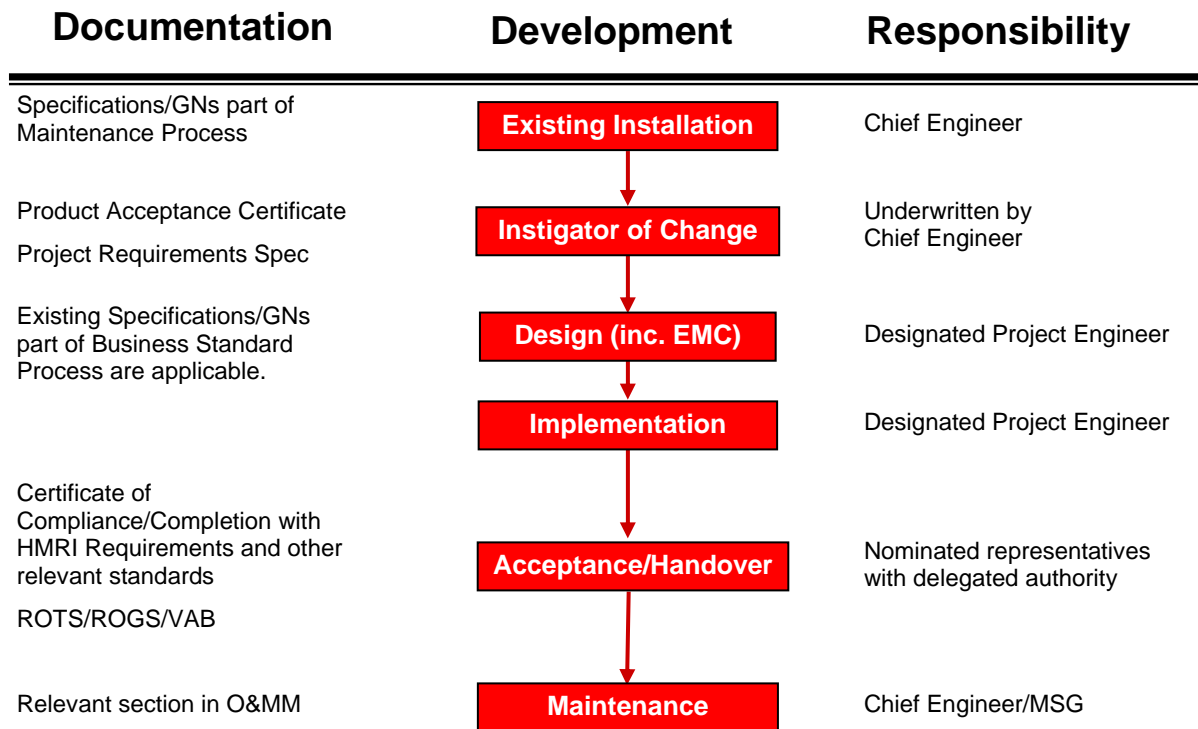 Documentation Development Responsibility
Specifications/GNs part of
Maintenance Process
Existing Installation
Chief Engineer
Product Acceptance Certificate
Project Requirements Spec
Instigator of Change
Underwritten by
Chief Engineer
Existing Specifications/GNs
part of Business Standard
Process are applicable.
Design (inc. EMC)
Designated Project Engineer
Implementation
Designated Project Engineer
Certificate of
Compliance/Completion with
HMRI Requirements and other
relevant standards
ROTS/ROGS/VAB
Acceptance/Handover
Nominated representatives
with delegated authority
Relevant section in O&MM
Maintenance
Chief Engineer/MSG